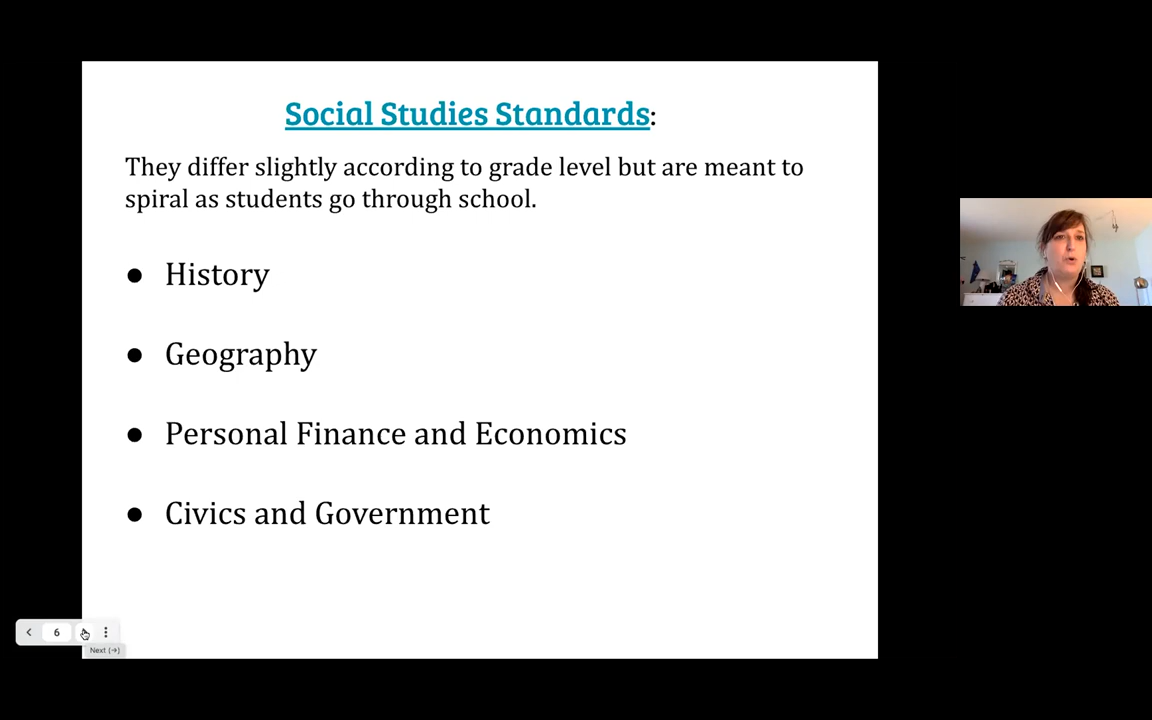 Social Studies Standards:
They differ slightly according to grade level but are meant to
spiral as students go through school.
● History
● Geography
● Personal Finance and Economics
● Civics and Government
6
Next (→)